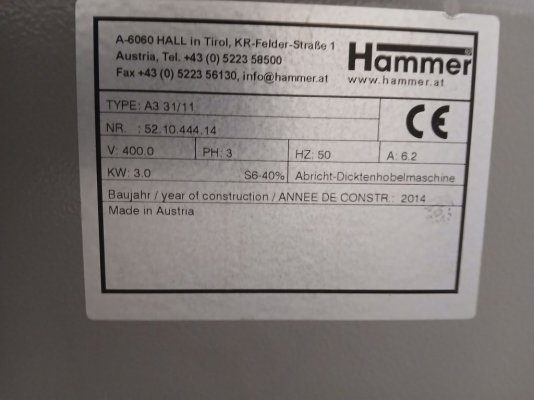 A-6060 HALL in Tirol, KR-Felder-Straße 1
Austria, Tel. +43 (0) 5223 58500
Fax +43 (0) 5223 56130, info@hammer.at
Hammer®
www.hammer.at
TYPE: A3 31/11
NR. : 52.10.444.14
CE
V: 400.0 PH: 3 HZ: 50 A: 6.2
KW: 3.0 S6-40% Abricht-Dicktenhobelmaschine
Baujahr / year of construction / ANNEE DE CONSTR.: 2014
Made in Austria